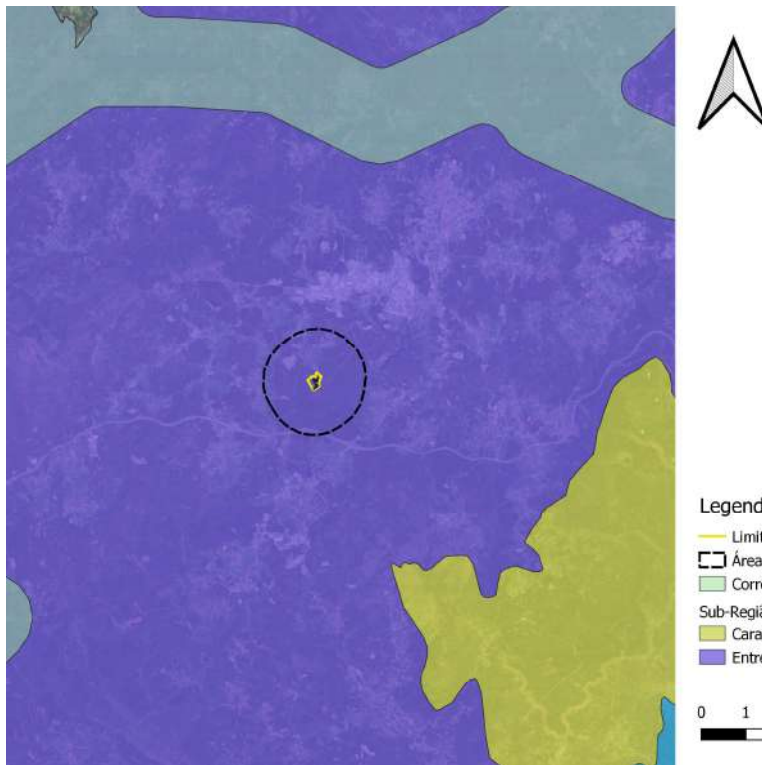 Legend
Limit
Área
Corre
Sub-Regiã
Cara
Entre
0 1